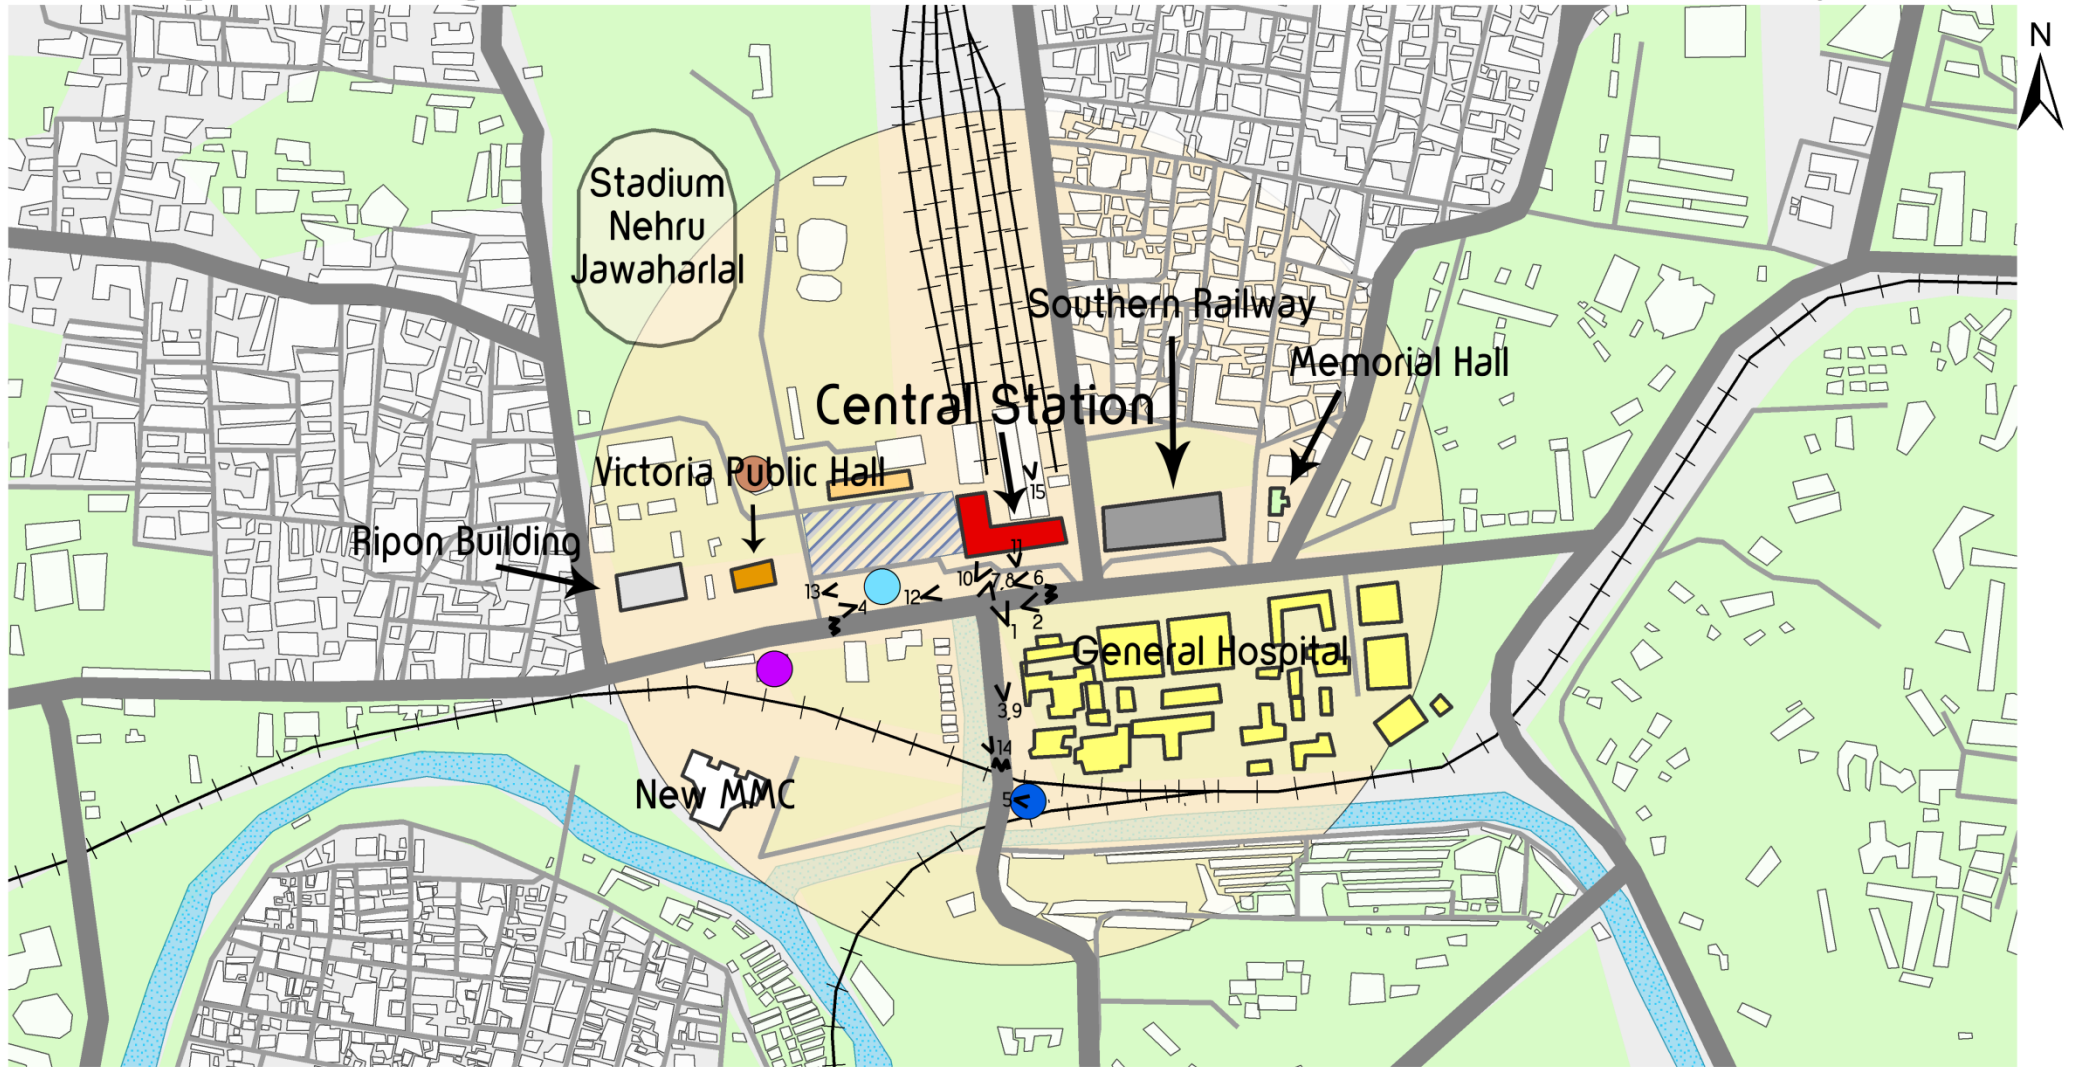 N
Stadium
Nehru
Jawaharlal
Southern Railway
Memorial Hall
Central Station
Victoria Public Hall
15
Ripon Building
11
10
7,8
6
13
12
4
2
1
General Hospital
3,9
14
New MMC
5